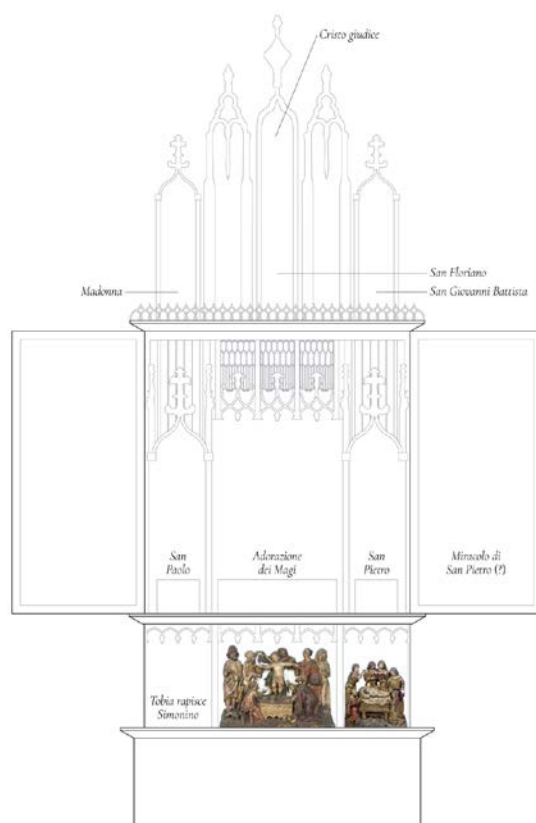 Cristo giudice
San Floriano
Madonna
San Giovanni Battista
San
Paolo
Adorazione
dei Magi
San
Pietro
Miracolo di
San Pietro (?)
Tobia rapisce
Simonino